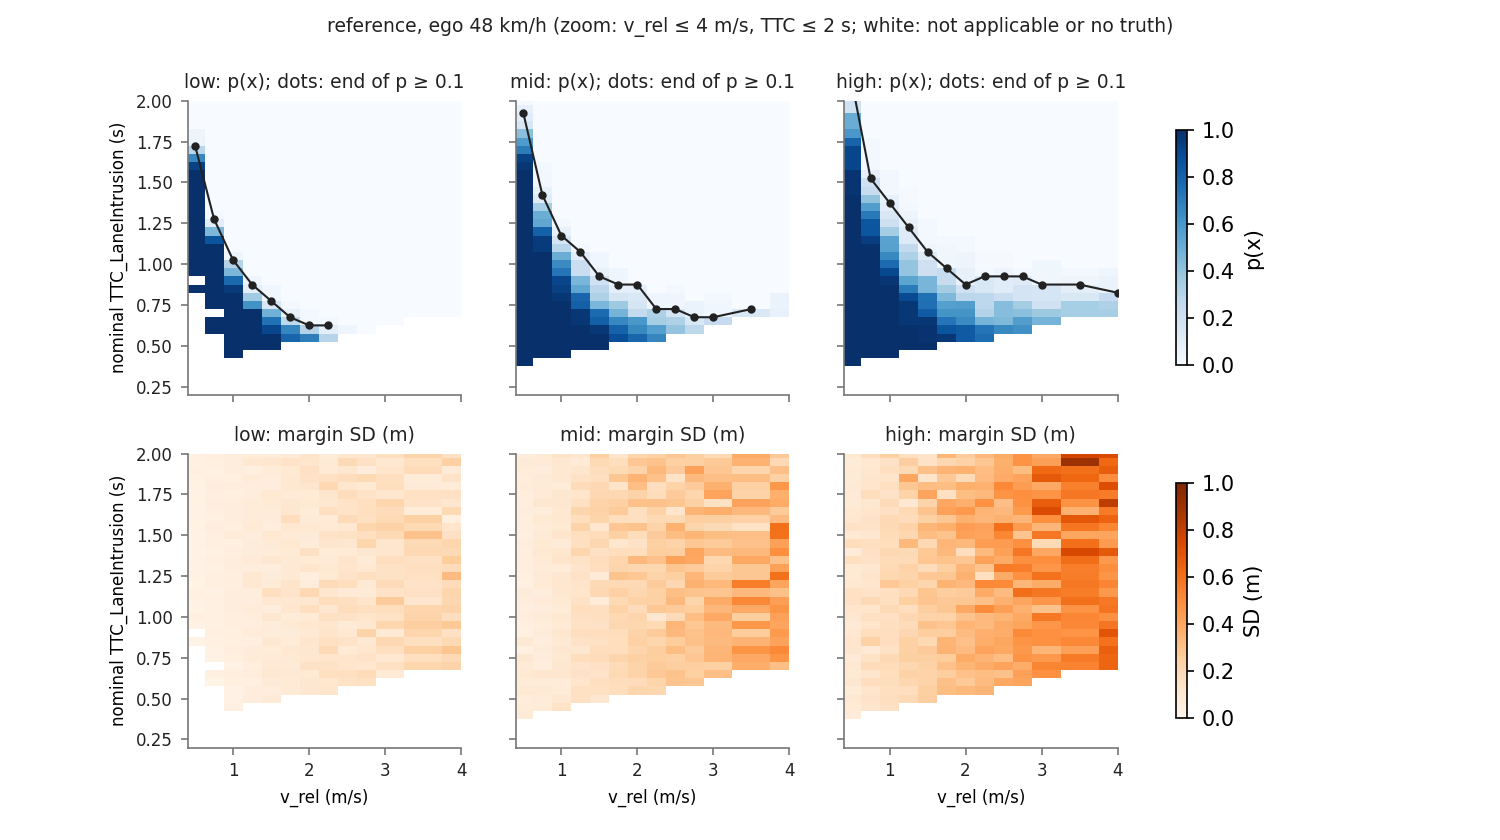 reference, ego 48 km/h (zoom: v_rel ≤ 4 m/s, TTC ≤ 2 s; white: not applicable or no truth)
low: p(x); dots: end of p ≥ 0.1
mid: p(x); dots: end of p ≥ 0.1
high: p(x); dots: end of p ≥ 0.1
nominal TTC_LaneIntrusion (s)
2.00
1.75
1.50
1.25
1.00
0.75
0.50
0.25
1.0
0.8
0.6
0.4
0.2
0.0
p(x)
low: margin SD (m)
mid: margin SD (m)
high: margin SD (m)
nominal TTC_LaneIntrusion (s)
2.00
1.75
1.50
1.25
1.00
0.75
0.50
0.25
1 2 3 4
1 2 3 4
1 2 3 4
v_rel (m/s)
v_rel (m/s)
v_rel (m/s)
1.0
0.8
0.6
0.4
0.2
0.0
SD (m)